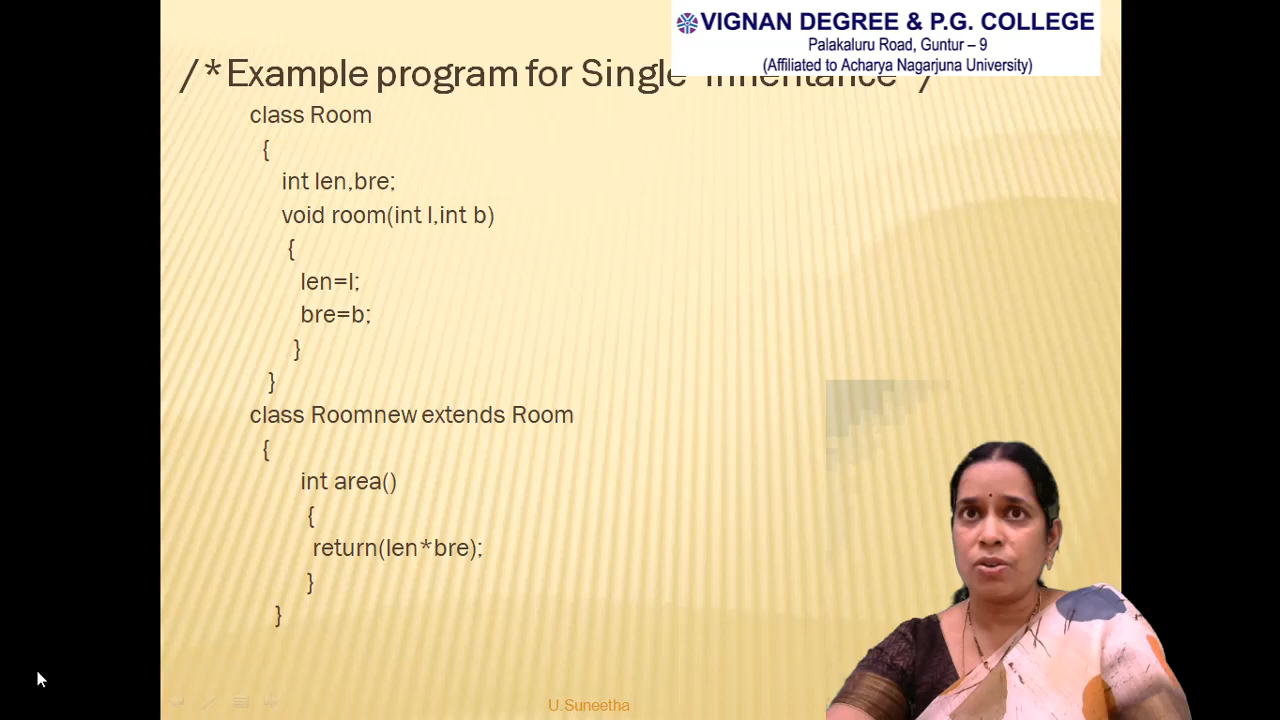 VIGNAN DEGREE & P.G. COLLEGE
Palakaluru Road, Guntur – 9
(Affiliated to Acharya Nagarjuna University)
/*Example program for Single Inheritance*/
class Room
{
int len,bre;
void room(int l,int b)
{
len=l;
bre=b;
}
}
class Roomnew extends Room
{
int area()
{
return(len*bre);
}
}
U.Suneetha